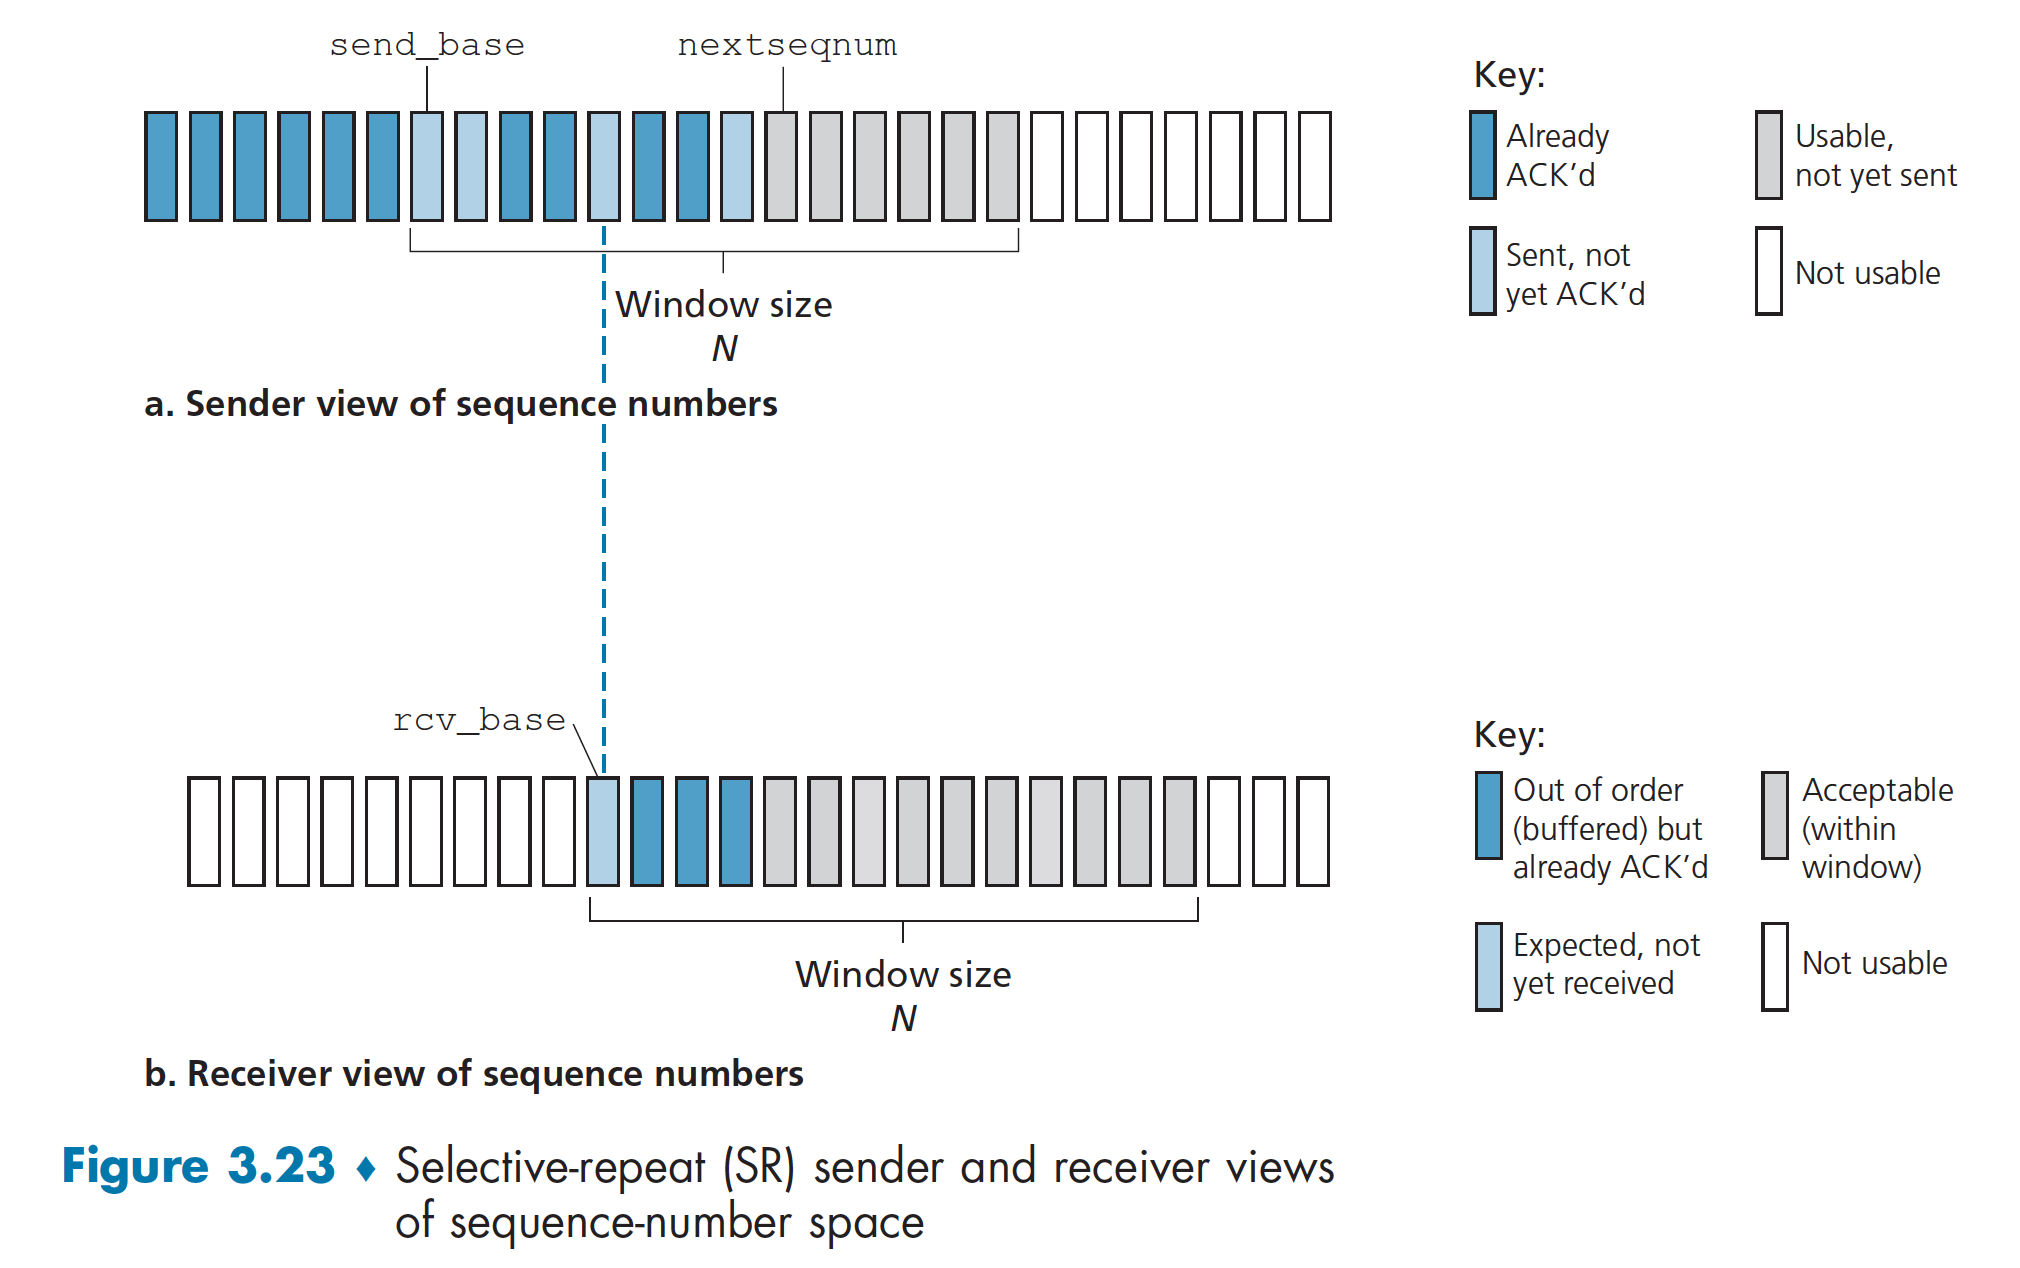 send_base
nextseqnum
Key:
Already
ACK’d
Usable,
not yet sent
Sent, not
yet ACK’d
Not usable
Window size
N
a. Sender view of sequence numbers
rcv_base
Key:
Out of order
(buffered) but
already ACK’d
Acceptable
(within
window)
Expected, not
yet received
Not usable
Window size
N
b. Receiver view of sequence numbers
Figure 3.23 ♦ Selective-repeat (SR) sender and receiver views
of sequence-number space